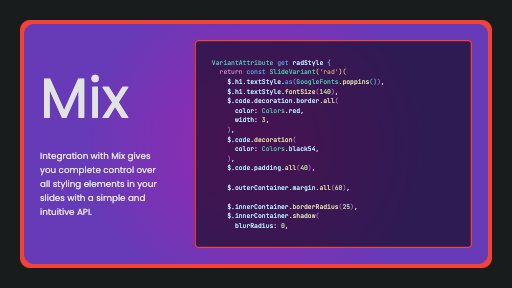 Mix
Integration with Mix gives
you complete control over
all styling elements in your
slides with a simple and
intuitive API.
VariantAttribute get radStyle {
  return const SlideVariant('rad')(
    $.h1.textStyle.as(GoogleFonts.poppins()),
    $.h1.textStyle.fontSize(140),
    $.code.decoration.border.all(
      color: Colors.red,
      width: 3,
    ),
    $.code.decoration(
      color: Colors.black54,
    ),
    $.code.padding.all(40),
    $.outerContainer.margin.all(60),
    $.innerContainer.borderRadius(25),
    $.innerContainer.shadow(
      blurRadius: 0,